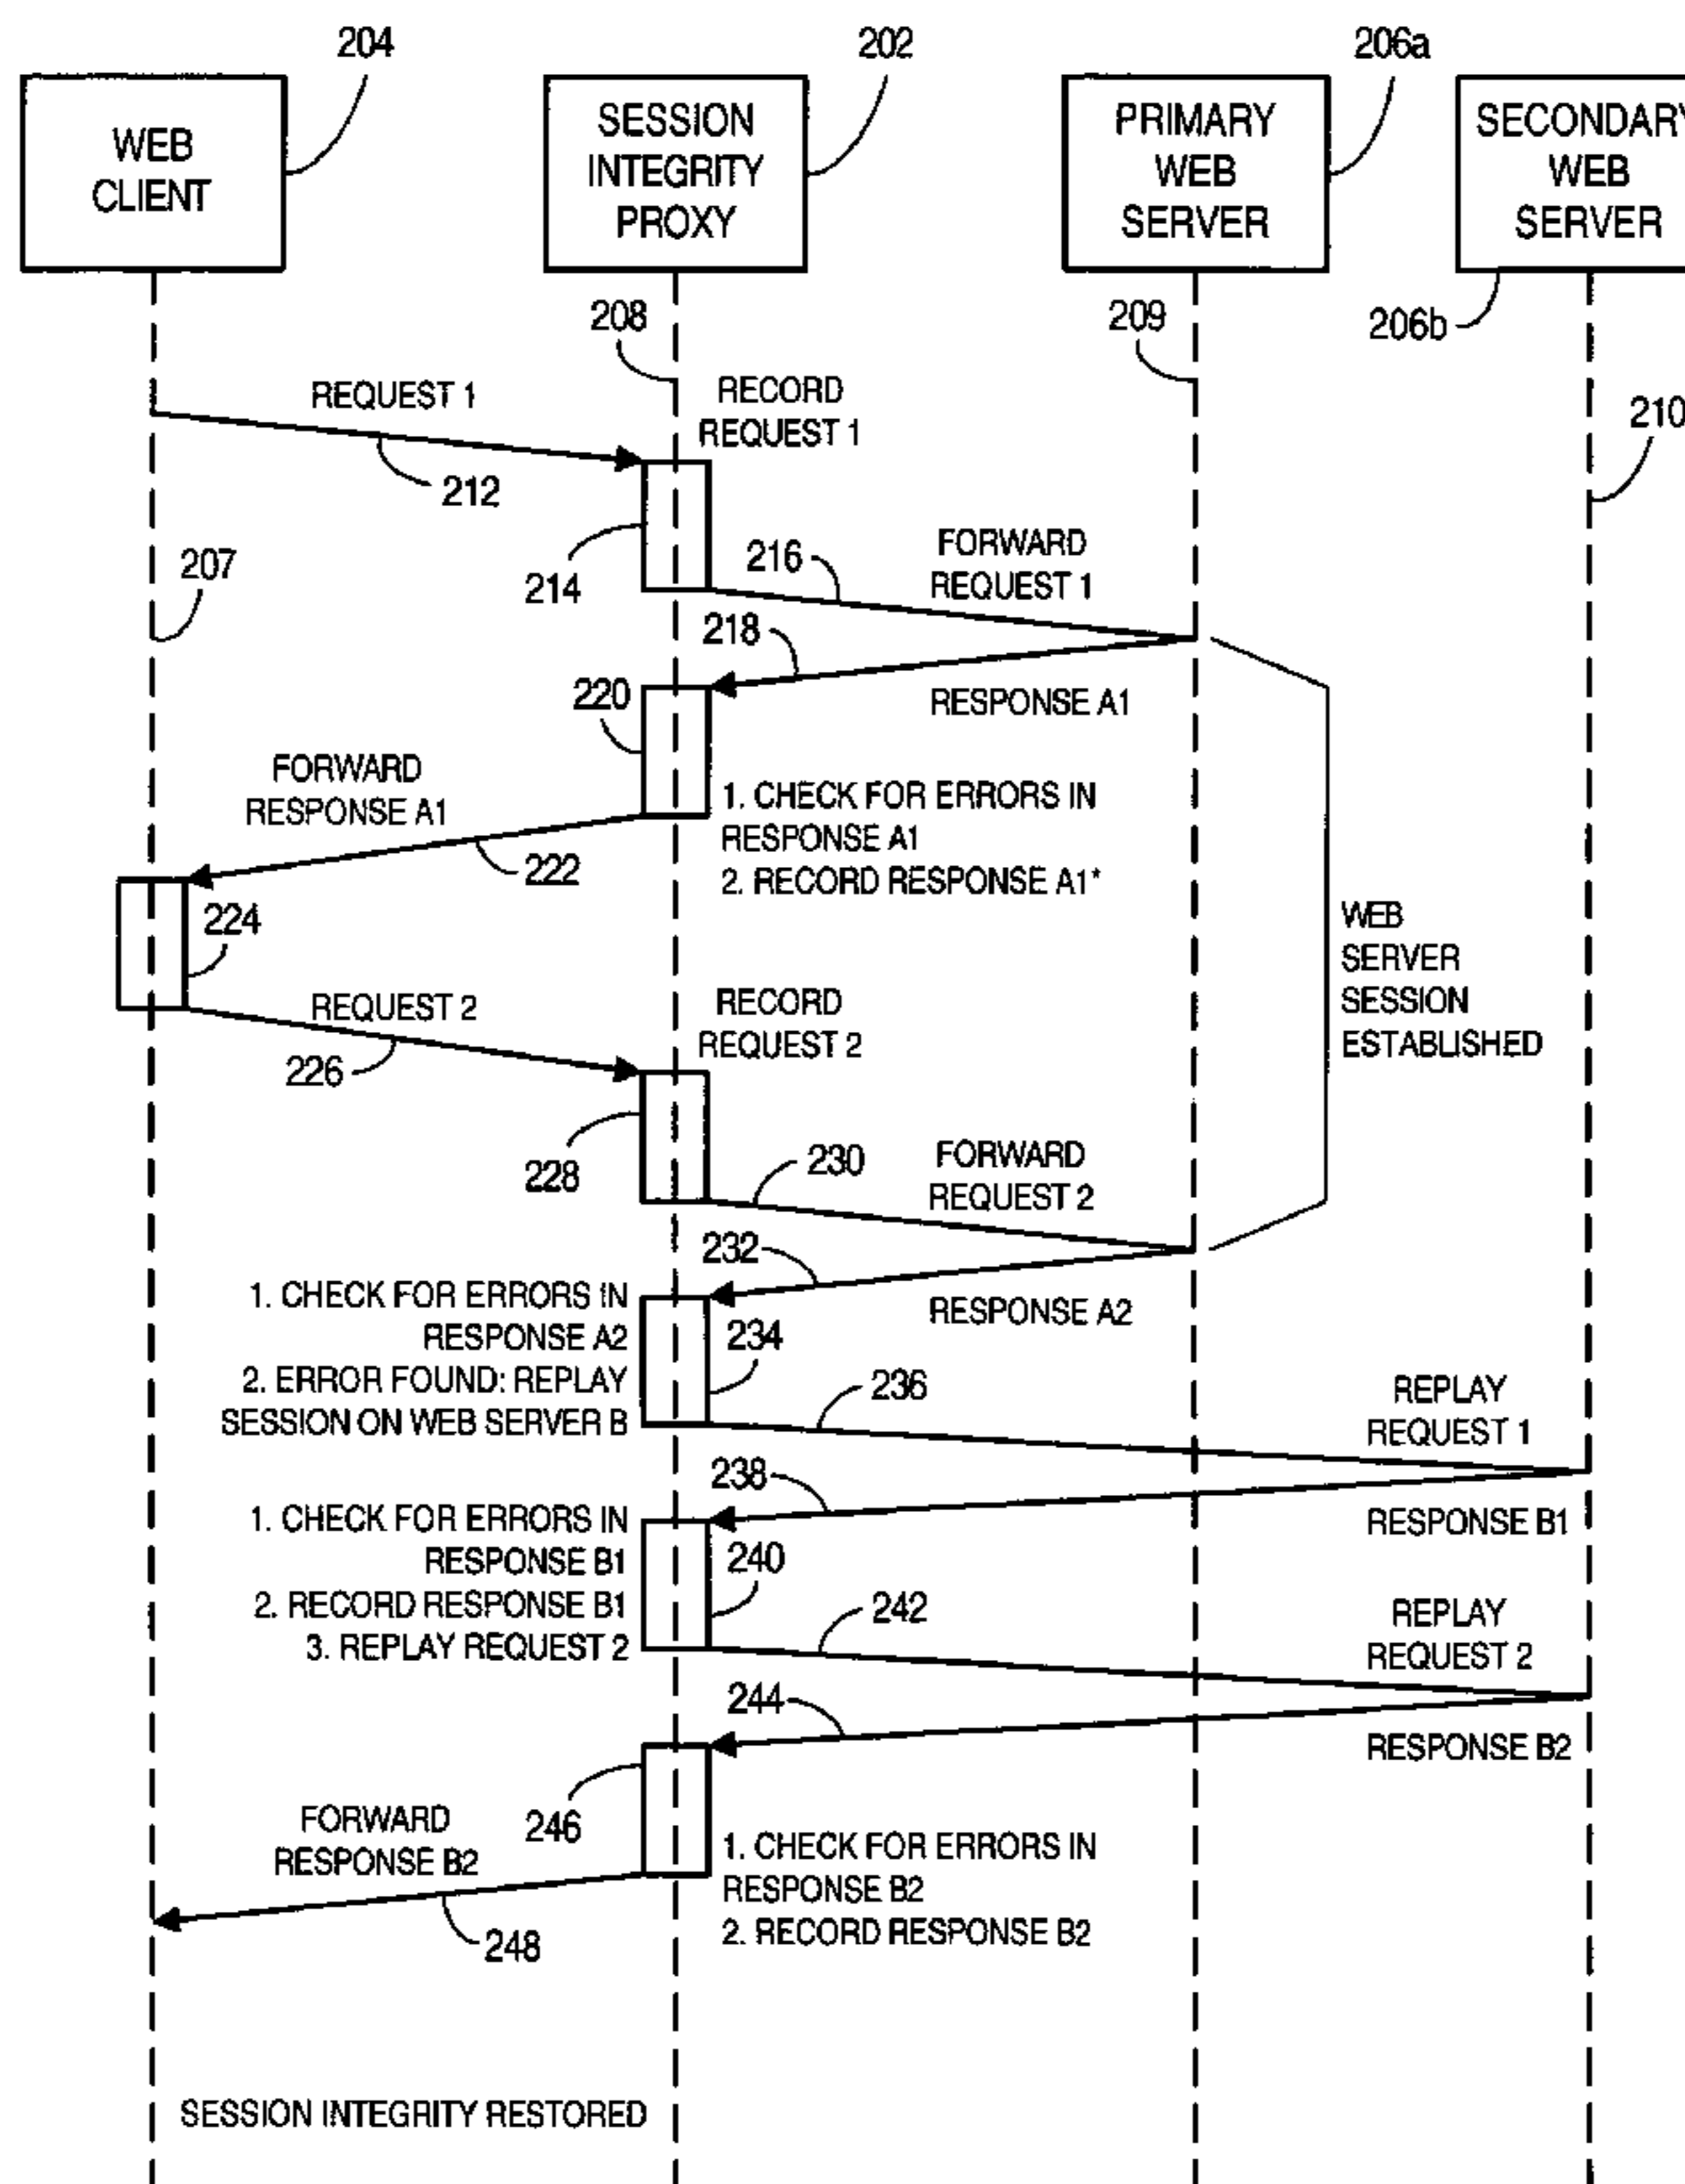 204
202
206a
WEB
CLIENT
SESSION
INTEGRITY
PROXY
PRIMARY
WEB
SERVER
SECONDARY
WEB
SERVER
206b
208
209
210
REQUEST 1
212
RECORD
REQUEST 1
207
214
216
FORWARD
REQUEST 1
218
220
RESPONSE A1
FORWARD
RESPONSE A1
222
1. CHECK FOR ERRORS IN
RESPONSE A1
2. RECORD RESPONSE A1*
224
WEB
SERVER
SESSION
ESTABLISHED
REQUEST 2
226
RECORD
REQUEST 2
228
230
FORWARD
REQUEST 2
232
RESPONSE A2
1. CHECK FOR ERRORS IN
RESPONSE A2
2. ERROR FOUND: REPLAY
SESSION ON WEB SERVER B
234
236
REPLAY
REQUEST 1
238
RESPONSE B1
1. CHECK FOR ERRORS IN
RESPONSE B1
2. RECORD RESPONSE B1
3. REPLAY REQUEST 2
240
242
REPLAY
REQUEST 2
244
RESPONSE B2
246
FORWARD
RESPONSE B2
248
1. CHECK FOR ERRORS IN
RESPONSE B2
2. RECORD RESPONSE B2
SESSION INTEGRITY RESTORED